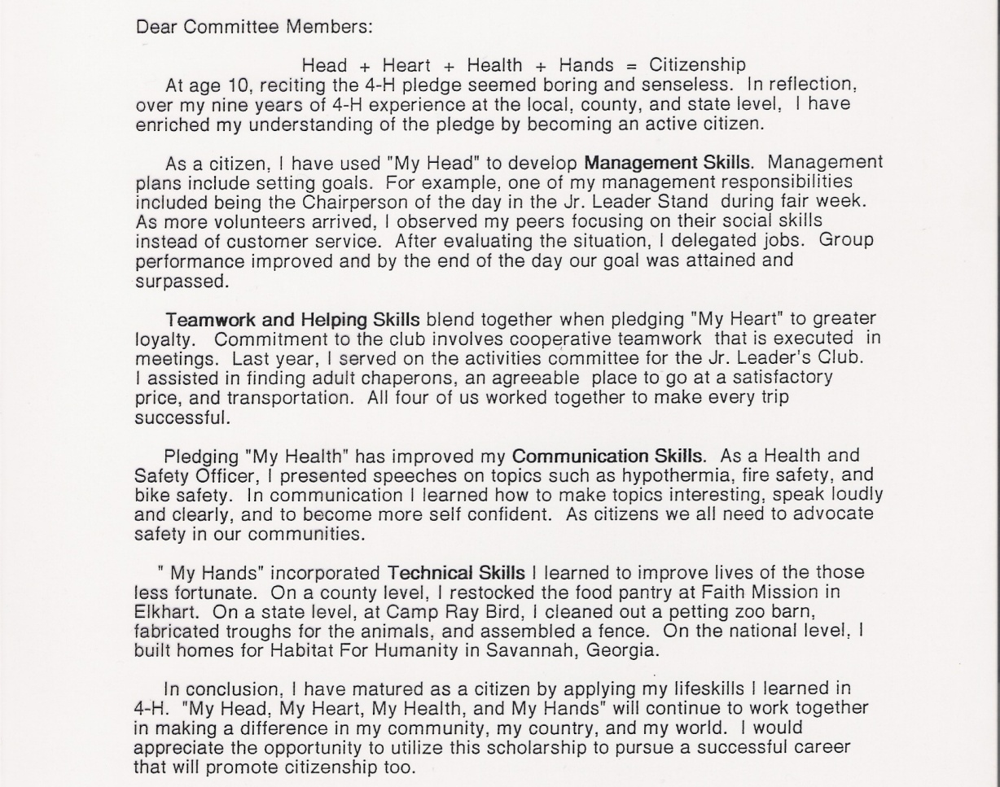 Dear Committee Members:
Head + Heart + Health + Hands = Citizenship
At age 10, reciting the 4-H pledge seemed boring and senseless. In reflection,
over my nine years of 4-H experience at the local, county, and state level, I have
enriched my understanding of the pledge by becoming an active citizen.
As a citizen, I have used "My Head" to develop Management Skills. Management
plans include setting goals. For example, one of my management responsibilities
included being the Chairperson of the day in the Jr. Leader Stand during fair week.
As more volunteers arrived, I observed my peers focusing on their social skills
instead of customer service. After evaluating the situation, I delegated jobs. Group
performance improved and by the end of the day our goal was attained and
surpassed.
Teamwork and Helping Skills blend together when pledging "My Heart" to greater
loyalty. Commitment to the club involves cooperative teamwork that is executed in
meetings. Last year, I served on the activities committee for the Jr. Leader's Club.
I assisted in finding adult chaperons, an agreeable place to go at a satisfactory
price, and transportation. All four of us worked together to make every trip
successful.
Pledging "My Health" has improved my Communication Skills. As a Health and
Safety Officer, I presented speeches on topics such as hypothermia, fire safety, and
bike safety. In communication I learned how to make topics interesting, speak loudly
and clearly, and to become more self confident. As citizens we all need to advocate
safety in our communities.
" My Hands" incorporated Technical Skills I learned to improve lives of the those
less fortunate. On a county level, I restocked the food pantry at Faith Mission in
Elkhart. On a state level, at Camp Ray Bird, I cleaned out a petting zoo barn,
fabricated troughs for the animals, and assembled a fence. On the national level, I
built homes for Habitat For Humanity in Savannah, Georgia.
In conclusion, I have matured as a citizen by applying my lifeskills I learned in
4-H. "My Head, My Heart, My Health, and My Hands" will continue to work together
in making a difference in my community, my country, and my world. I would
appreciate the opportunity to utilize this scholarship to pursue a successful career
that will promote citizenship too.